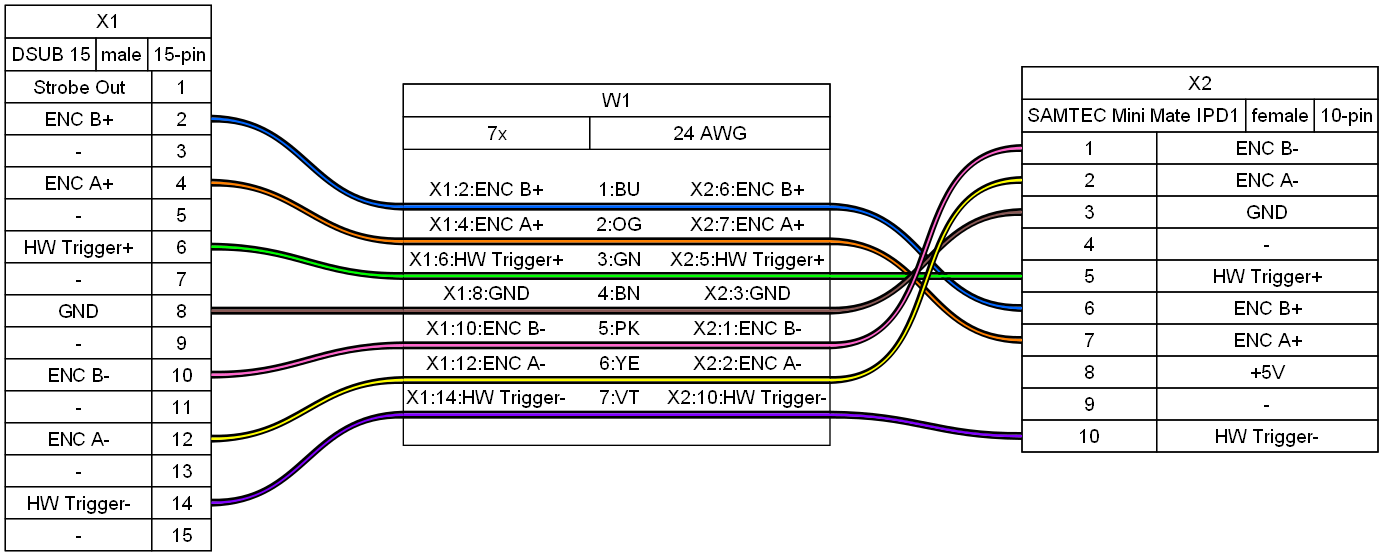 X1
DSUB 15 male 15-pin
Strobe Out 1
ENC B+ 2
- 3
ENC A+ 4
- 5
HW Trigger+ 6
- 7
GND 8
- 9
ENC B- 10
- 11
ENC A- 12
- 13
HW Trigger- 14
- 15
W1
7x 24 AWG
X1:2:ENC B+ 1:BU X2:6:ENC B+
X1:4:ENC A+ 2:OG X2:7:ENC A+
X1:6:HW Trigger+ 3:GN X2:5:HW Trigger+
X1:8:GND 4:BN X2:3:GND
X1:10:ENC B- 5:PK X2:1:ENC B-
X1:12:ENC A- 6:YE X2:2:ENC A-
X1:14:HW Trigger- 7:VT X2:10:HW Trigger-
X2
SAMTEC Mini Mate IPD1 female 10-pin
1 ENC B-
2 ENC A-
3 GND
4 -
5 HW Trigger+
6 ENC B+
7 ENC A+
8 +5V
9 -
10 HW Trigger-